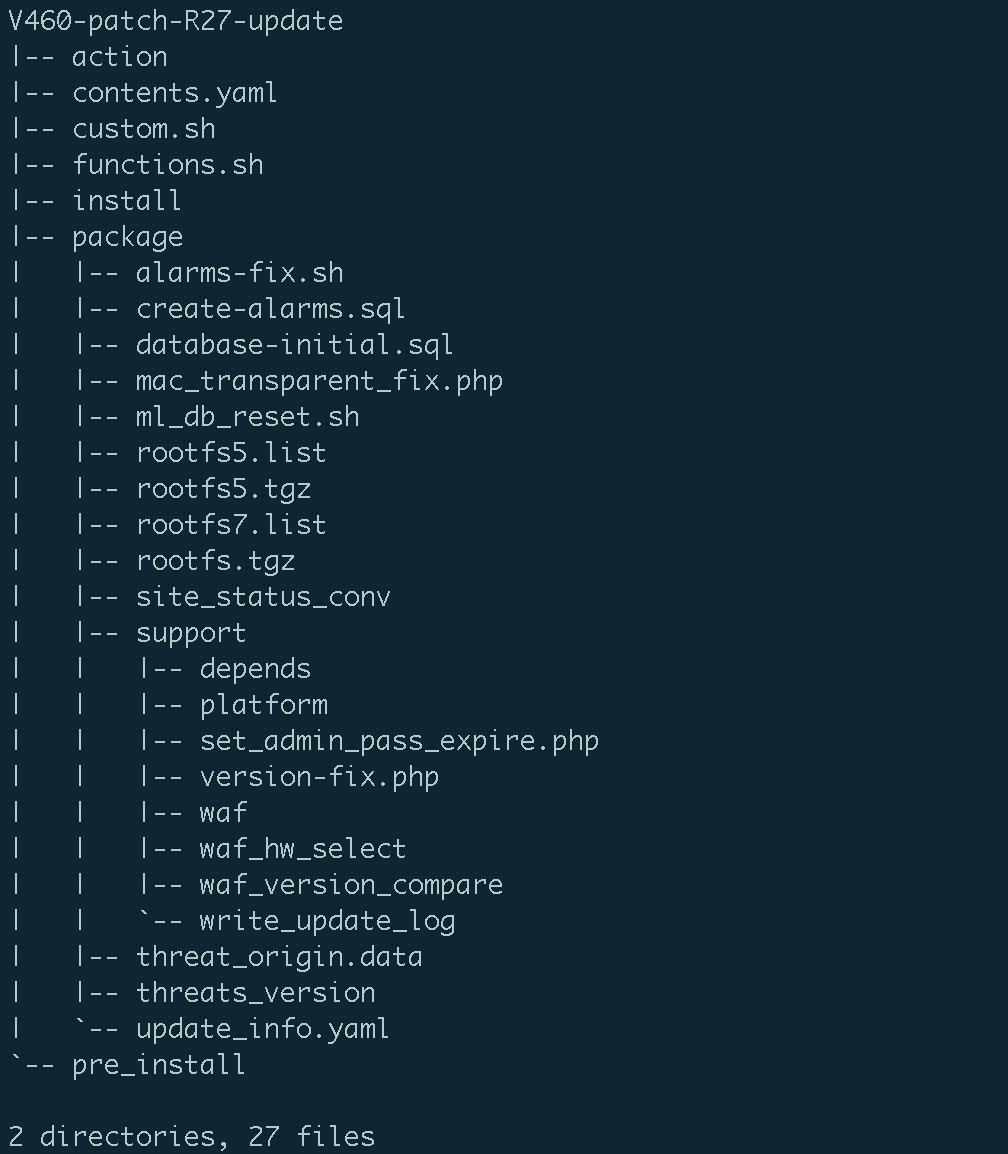 V460-patch-R27-update
|-- action
|-- contents.yaml
|-- custom.sh
|-- functions.sh
|-- install
|-- package
|   |-- alarms-fix.sh
|   |-- create-alarms.sql
|   |-- database-initial.sql
|   |-- mac_transparent_fix.php
|   |-- ml_db_reset.sh
|   |-- rootfs5.list
|   |-- rootfs5.tgz
|   |-- rootfs7.list
|   |-- rootfs.tgz
|   |-- site_status_conv
|   |-- support
|   |   |-- depends
|   |   |-- platform
|   |   |-- set_admin_pass_expire.php
|   |   |-- version-fix.php
|   |   |-- waf
|   |   |-- waf_hw_select
|   |   |-- waf_version_compare
|   |   `-- write_update_log
|   |-- threat_origin.data
|   |-- threats_version
|   `-- update_info.yaml
`-- pre_install

2 directories, 27 files